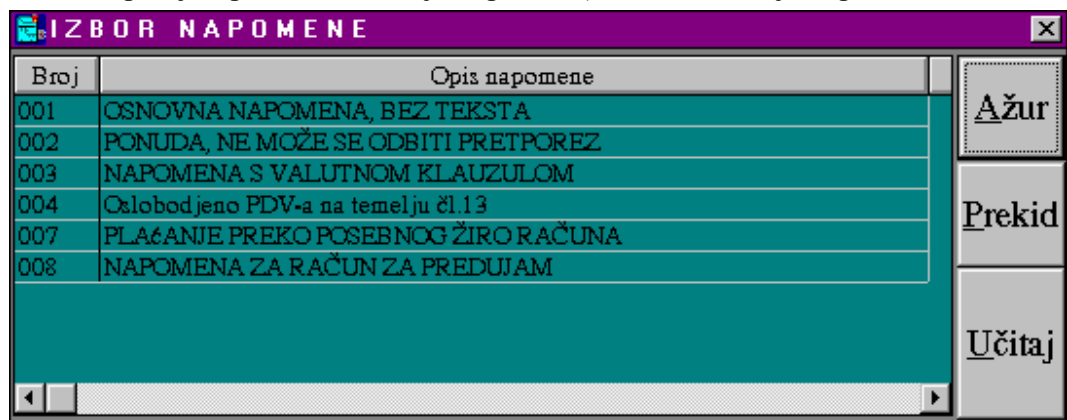 IZBOR NAPOMENE
Broj Opis napomene
001 OSNOVNA NAPOMENA, BEZ TEKSTA
002 PONUDA, NE MOŽE SE ODBITI PRETPOREZ
003 NAPOMENA S VALUTNOM KLAUZULOM
004 Oslobodjeno PDV-a na temelju čl.13
007 PLAćANJE PREKO POSEBNOG ŽIRO RAČUNA
008 NAPOMENA ZA RAČUN ZA PREDUJAM
Ažur
Prekid
Učitaj